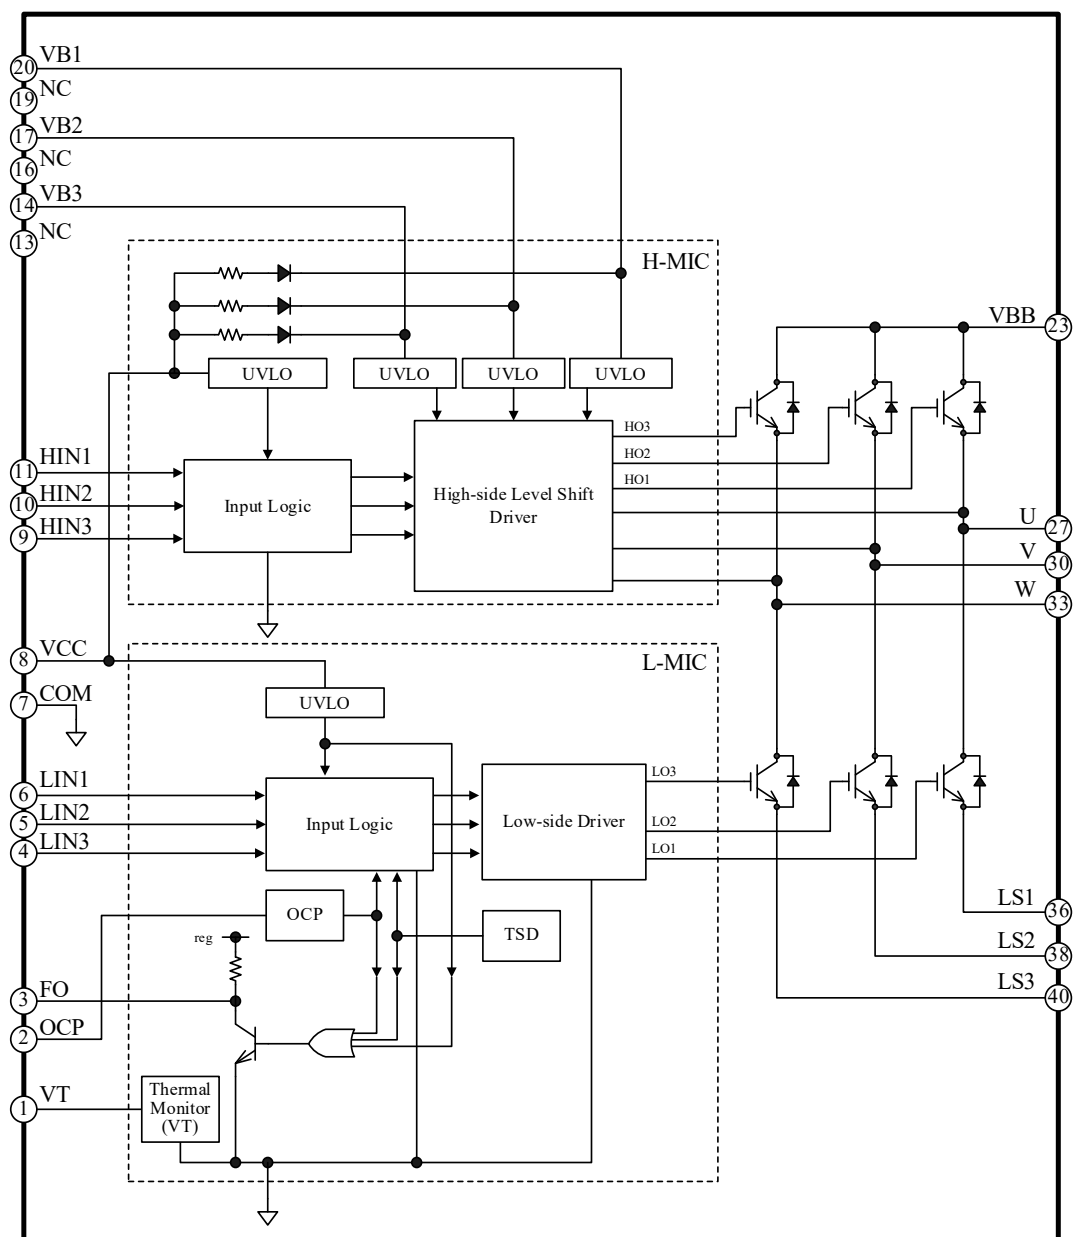 20 VB1
19 NC
17 VB2
16 NC
14 VB3
13 NC
H-MIC
VBB 23
UVLO
UVLO
UVLO
UVLO
HO3
HO2
HO1
11 HIN1
10 HIN2
9 HIN3
Input Logic
High-side Level Shift
Driver
U 27
V 30
W 33
8 VCC
L-MIC
7 COM
UVLO
6 LIN1
5 LIN2
4 LIN3
Input Logic
Low-side Driver
LO3
LO2
LO1
OCP
TSD
reg
LS1 36
LS2 38
LS3 40
3 FO
2 OCP
1 VT
Thermal
Monitor
(VT)